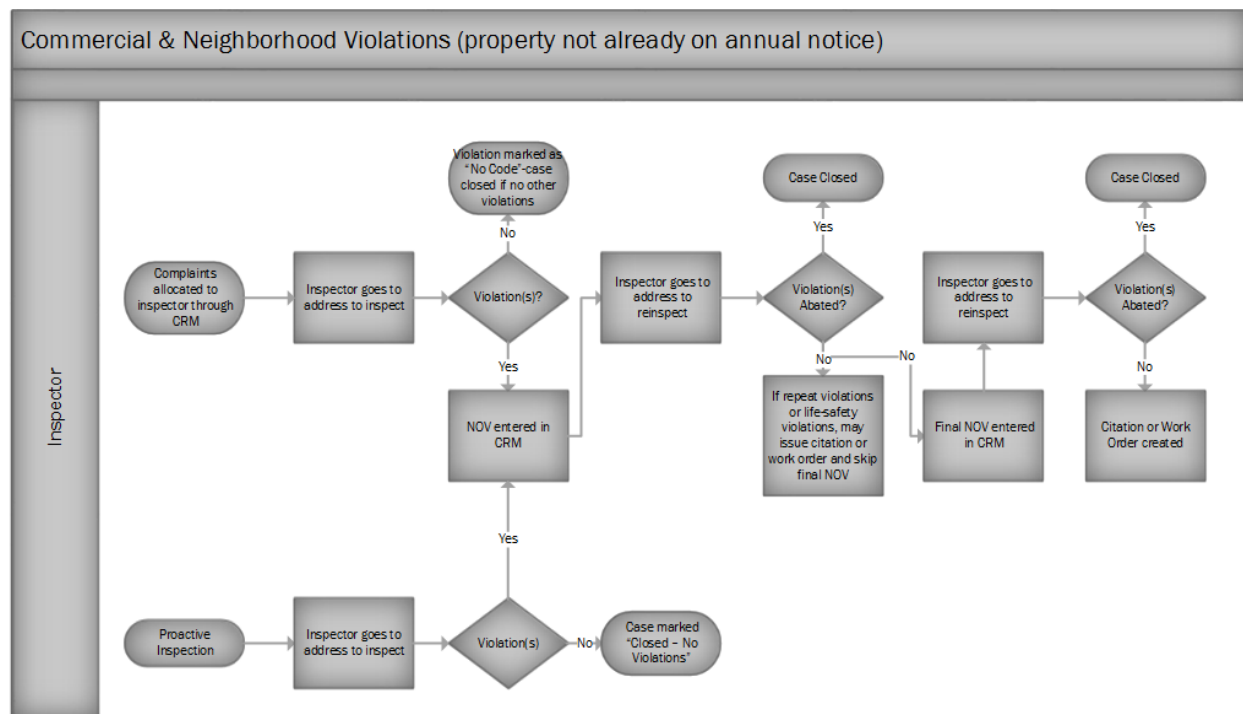 Commercial & Neighborhood Violations (property not already on annual notice)
Inspector
Violation marked as
“No Code”-case
closed if no other
violations
Case Closed
Case Closed
No
Yes
Yes
Complaints
allocated to
inspector through
CRM
Inspector goes to
address to inspect
Violation(s)?
Inspector goes to
address to
reinspect
Violation(s)
Abated?
Inspector goes to
address to
reinspect
Violation(s)
Abated?
Yes
No
No
No
NOV entered in
CRM
If repeat violations
or life-safety
violations, may
issue citation or
work order and skip
final NOV
Final NOV entered
in CRM
Citation or Work
Order created
Yes
Proactive
Inspection
Inspector goes to
address to inspect
Violation(s)
No
Case marked
“Closed – No
Violations”